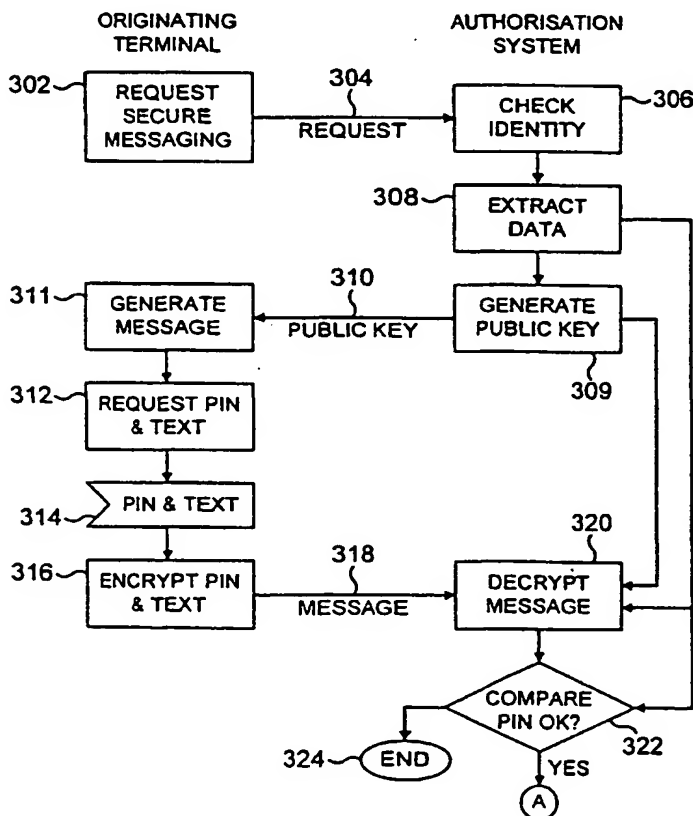 ORIGINATING
TERMINAL
AUTHORISATION
SYSTEM
302
REQUEST
SECURE
MESSAGING
304
REQUEST
CHECK
IDENTITY
306
308
EXTRACT
DATA
311
GENERATE
MESSAGE
310
PUBLIC KEY
GENERATE
PUBLIC KEY
309
312
REQUEST PIN
& TEXT
314
PIN & TEXT
316
ENCRYPT PIN
& TEXT
318
MESSAGE
320
DECRYPT
MESSAGE
COMPARE
PIN OK?
322
324
END
YES
A